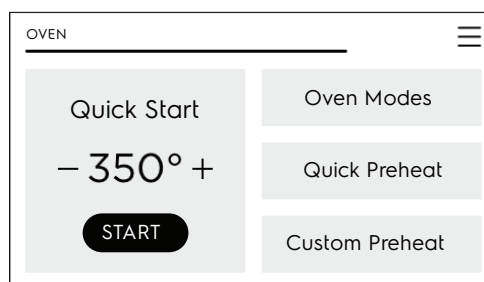 OVEN
Quick Start
− 350° +
START
Oven Modes
Quick Preheat
Custom Preheat